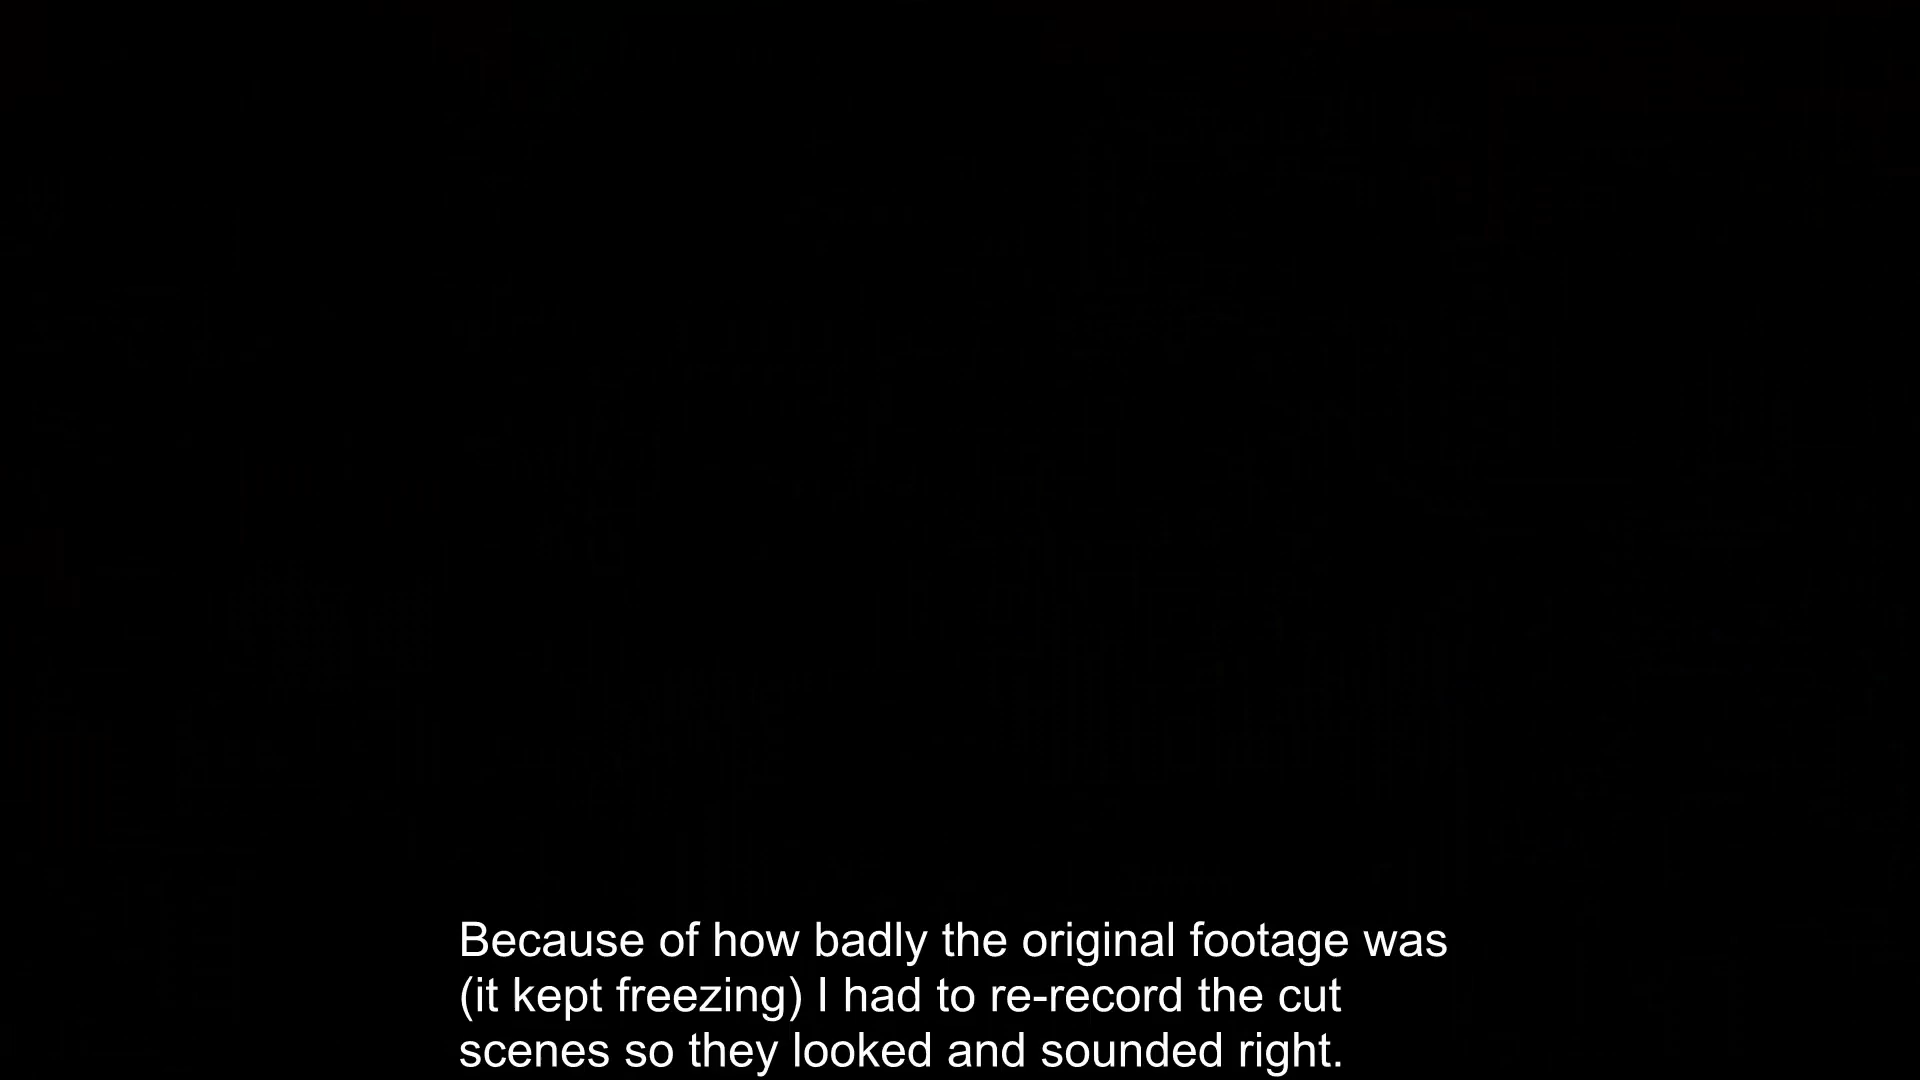 Because of how badly the original footage was
(it kept freezing) I had to re-record the cut
scenes so they looked and sounded right.